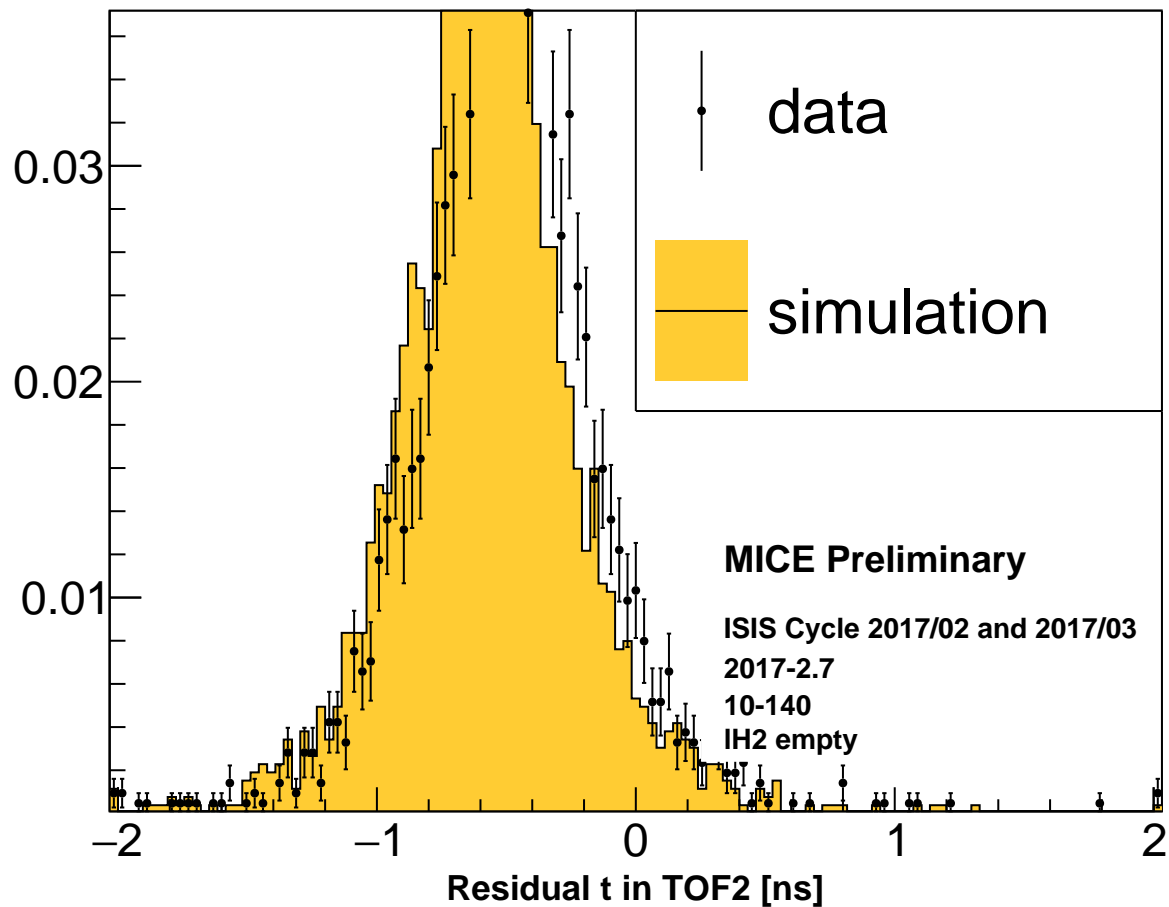 data
simulation
0.03
0.02
0.01
MICE Preliminary
ISIS Cycle 2017/02 and 2017/03
2017-2.7
10-140
lH2 empty
−2 −1 0 1 2
Residual t in TOF2 [ns]